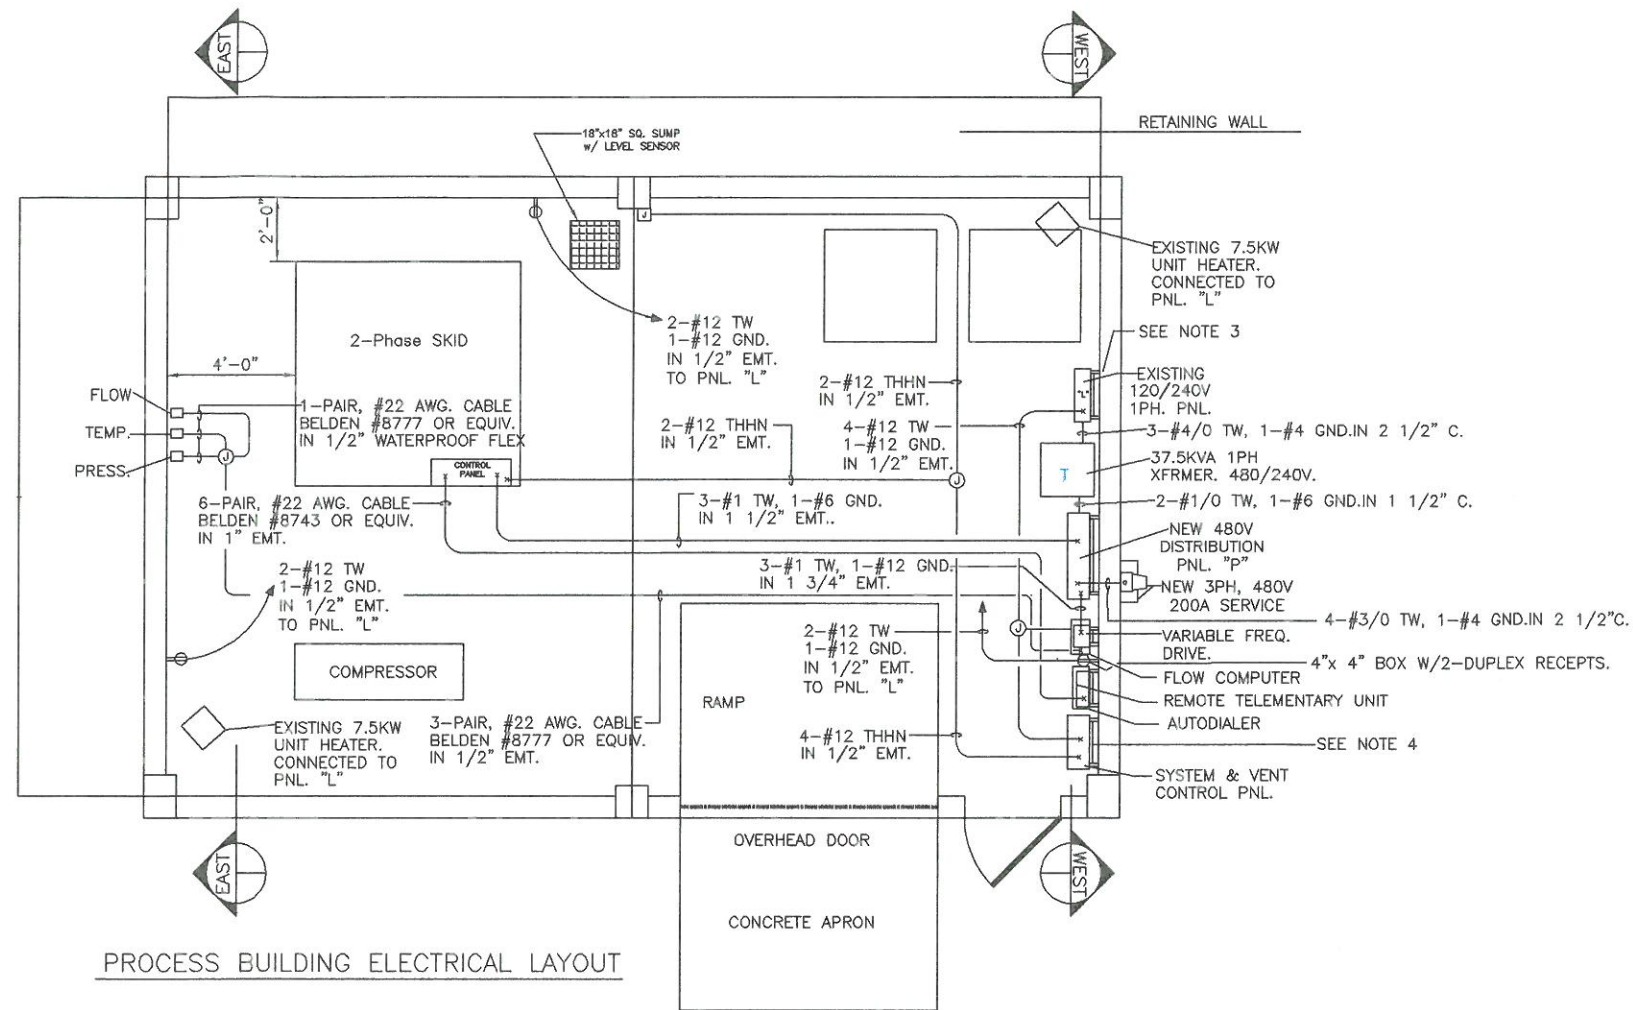 EAST
WEST
RETAINING WALL
18"x18" SQ. SUMP
w/ LEVEL SENSOR
2'-0"
EXISTING 7.5KW
UNIT HEATER.
CONNECTED TO
PNL. "L"
2-Phase SKID
2-#12 TW
1-#12 GND.
IN 1/2" EMT.
TO PNL. "L"
SEE NOTE 3
4'-0"
EXISTING
120/240V
1PH. PNL.
2-#12 THHN
IN 1/2" EMT.
FLOW
TEMP.
PRESS.
1-PAIR, #22 AWG. CABLE
BELDEN #8777 OR EQUIV.
IN 1/2" WATERPROOF FLEX
2-#12 THHN
IN 1/2" EMT.
4-#12 TW
1-#12 GND.
IN 1/2" EMT.
3-#4/0 TW, 1-#4 GND.IN 2 1/2" C.
J
J
J
J
T
37.5KVA 1PH
XFRMER. 480/240V.
CONTROL
PANEL
6-PAIR, #22 AWG. CABLE
BELDEN #8743 OR EQUIV.
IN 1" EMT.
3-#1 TW, 1-#6 GND.
IN 1 1/2" EMT..
2-#1/0 TW, 1-#6 GND.IN 1 1/2" C.
NEW 480V
DISTRIBUTION
PNL. "P"
2-#12 TW
1-#12 GND.
IN 1/2" EMT.
TO PNL. "L"
3-#1 TW, 1-#12 GND.
IN 1 3/4" EMT.
NEW 3PH, 480V
200A SERVICE
4-#3/0 TW, 1-#4 GND.IN 2 1/2"C.
2-#12 TW
1-#12 GND.
IN 1/2" EMT.
TO PNL. "L"
VARIABLE FREQ.
DRIVE.
4"x 4" BOX W/2-DUPLEX RECEPTS.
FLOW COMPUTER
COMPRESSOR
RAMP
REMOTE TELEMENTARY UNIT
AUTODIALER
EXISTING 7.5KW
UNIT HEATER.
CONNECTED TO
PNL. "L"
3-PAIR, #22 AWG. CABLE
BELDEN #8777 OR EQUIV.
IN 1/2" EMT.
4-#12 THHN
IN 1/2" EMT.
SEE NOTE 4
SYSTEM & VENT
CONTROL PNL.
OVERHEAD DOOR
EAST
WEST
CONCRETE APRON
PROCESS BUILDING ELECTRICAL LAYOUT